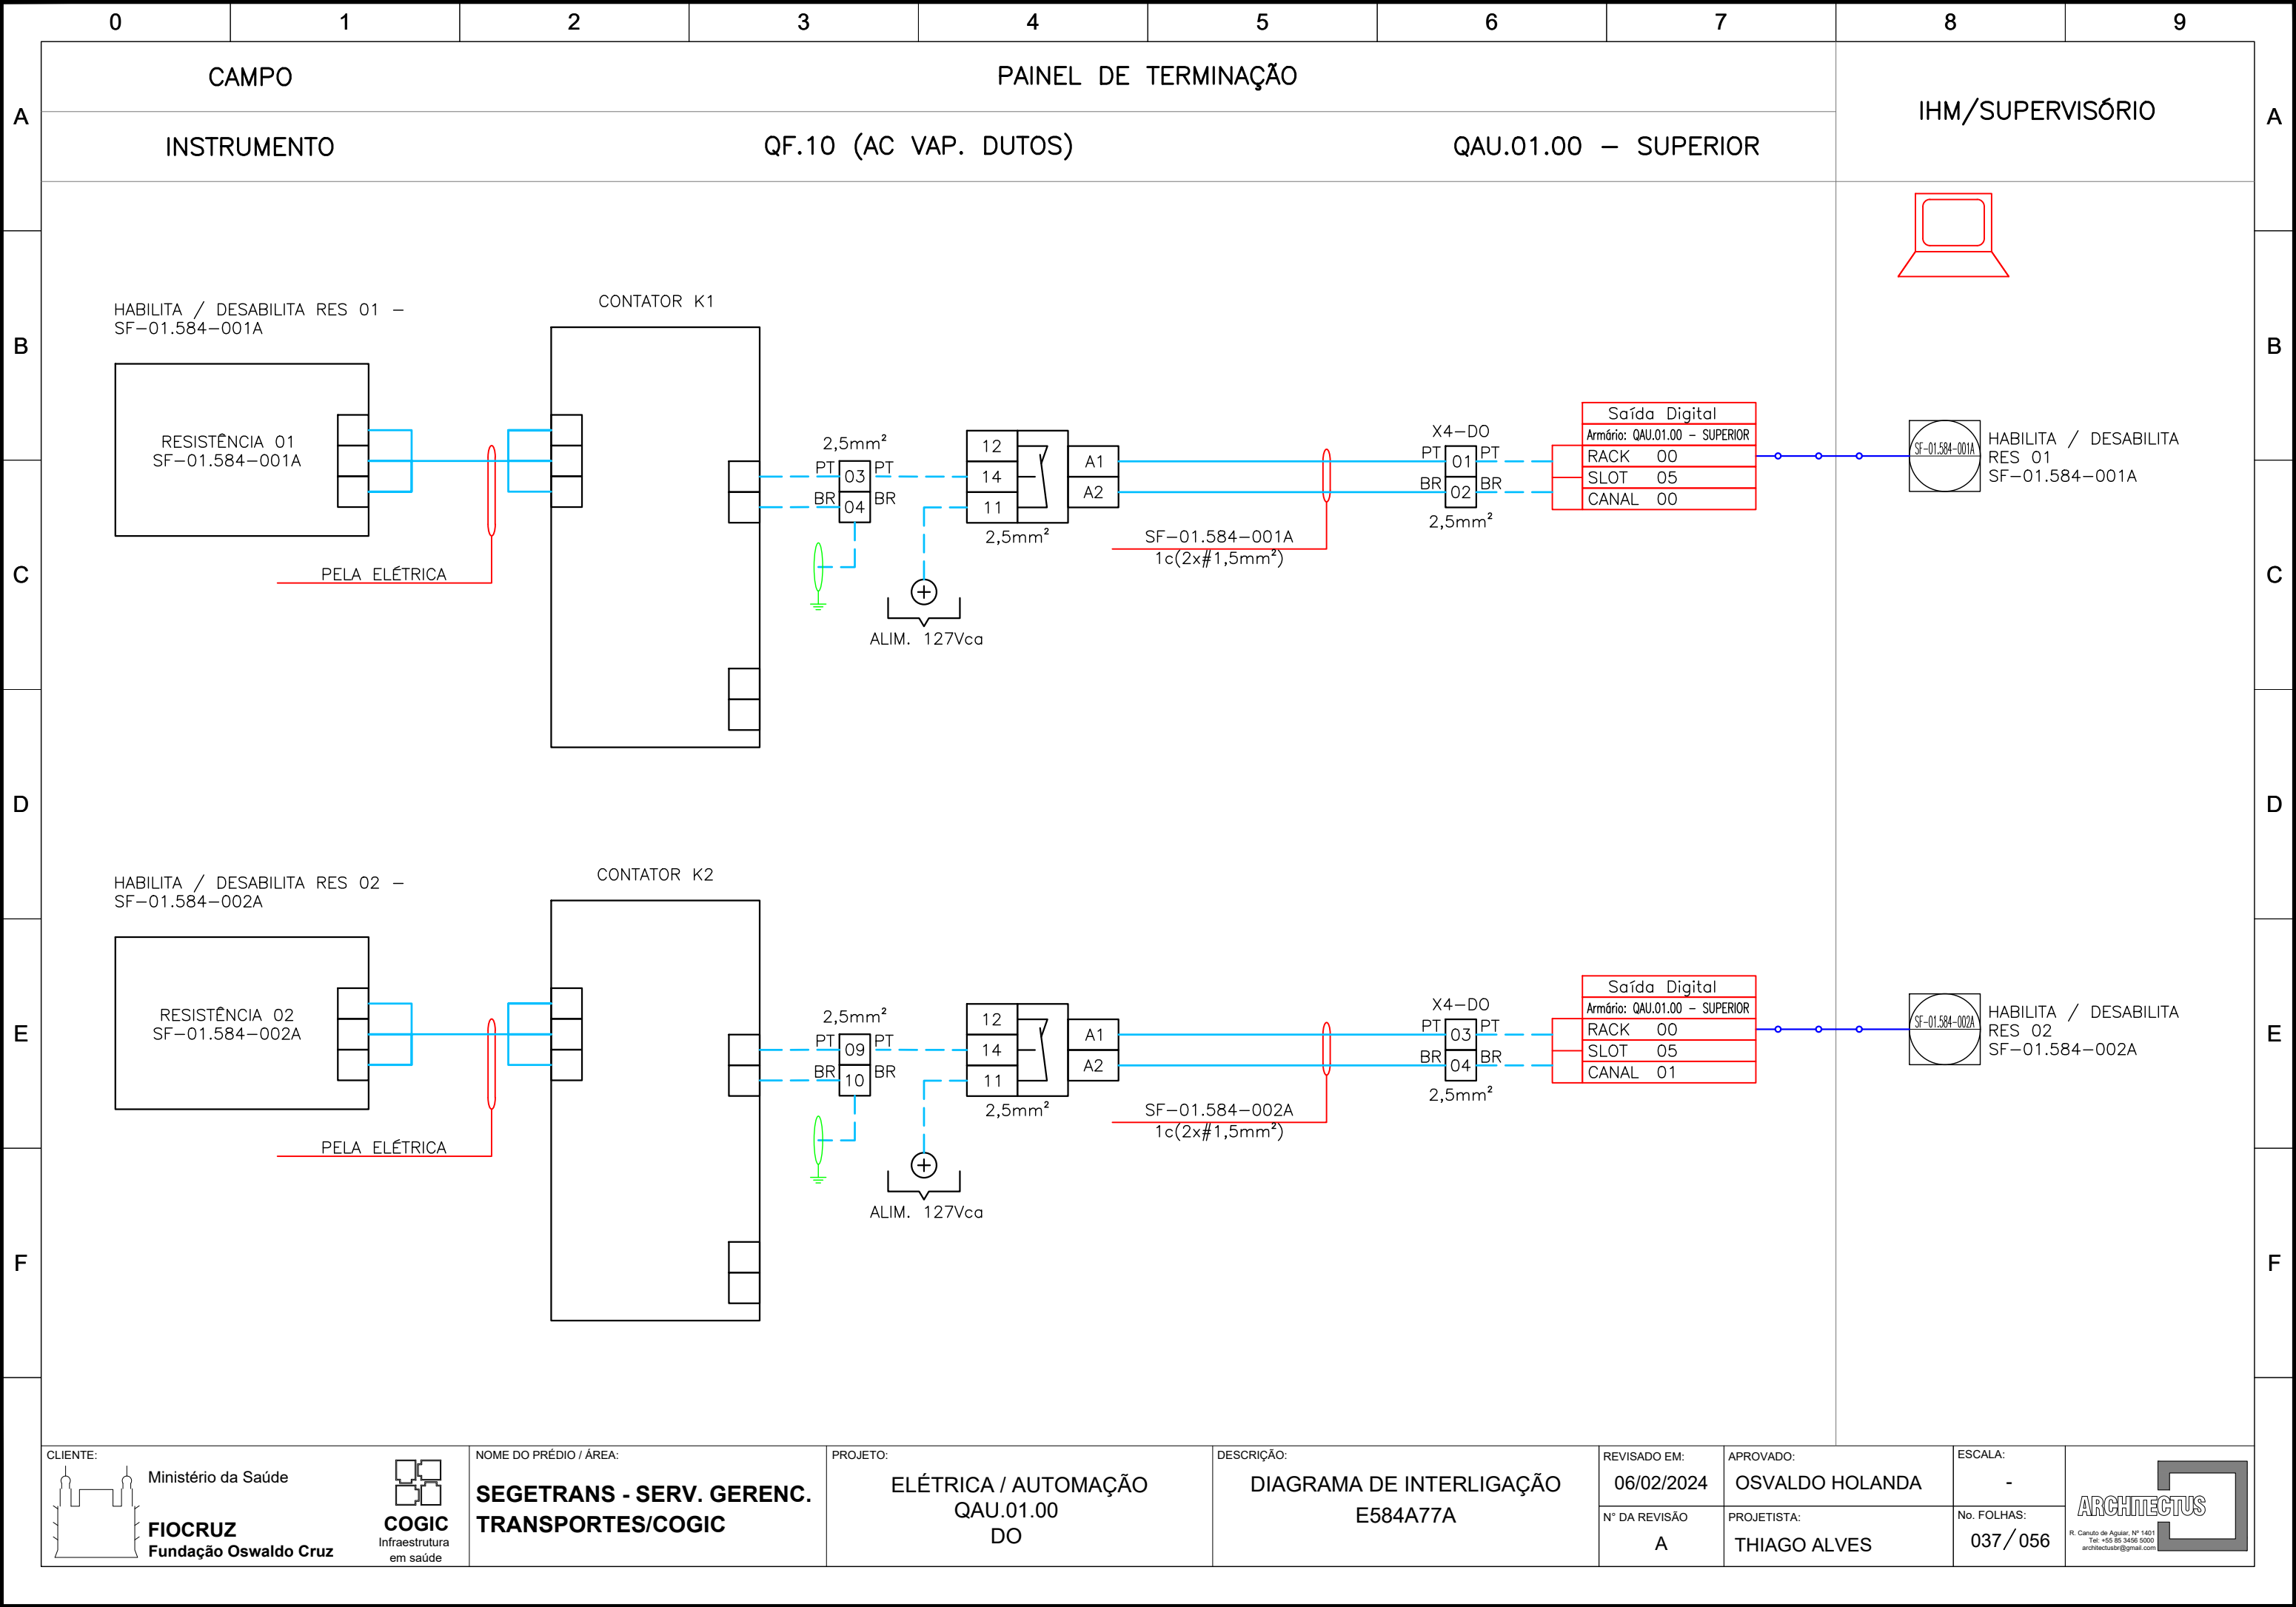 0 1 2 3 4 5 6 7 8 9
CAMPO
PAINEL DE TERMINAÇÃO
IHM/SUPERVISÓRIO
A A
INSTRUMENTO
QF.10 (AC VAP. DUTOS)
QAU.01.00 – SUPERIOR
HABILITA / DESABILITA RES 01 –
SF–01.584–001A
CONTATOR K1
B B
RESISTÊNCIA 01
SF–01.584–001A
PELA ELÉTRICA
2,5mm²
PT 03 PT
BR 04 BR
12
14
11
2,5mm²
A1
A2
ALIM. 127Vca
SF–01.584–001A
1c(2x#1,5mm²)
X4–DO
PT 01 PT
BR 02 BR
2,5mm²
Saída Digital
Armário: QAU.01.00 – SUPERIOR
RACK 00
SLOT 05
CANAL 00
SF-01.584-001A
HABILITA / DESABILITA
RES 01
SF–01.584–001A
C C
D D
HABILITA / DESABILITA RES 02 –
SF–01.584–002A
CONTATOR K2
RESISTÊNCIA 02
SF–01.584–002A
PELA ELÉTRICA
2,5mm²
PT 09 PT
BR 10 BR
12
14
11
2,5mm²
A1
A2
ALIM. 127Vca
SF–01.584–002A
1c(2x#1,5mm²)
X4–DO
PT 03 PT
BR 04 BR
2,5mm²
Saída Digital
Armário: QAU.01.00 – SUPERIOR
RACK 00
SLOT 05
CANAL 01
SF-01.584-002A
HABILITA / DESABILITA
RES 02
SF–01.584–002A
E E
F F
CLIENTE:
Ministério da Saúde
FIOCRUZ
Fundação Oswaldo Cruz
COGIC
Infraestrutura
em saúde
NOME DO PRÉDIO / ÁREA:
SEGETRANS - SERV. GERENC.
TRANSPORTES/COGIC
PROJETO:
ELÉTRICA / AUTOMAÇÃO
QAU.01.00
DO
DESCRIÇÃO:
DIAGRAMA DE INTERLIGAÇÃO
E584A77A
REVISADO EM:
06/02/2024
N° DA REVISÃO
A
APROVADO:
OSVALDO HOLANDA
PROJETISTA:
THIAGO ALVES
ESCALA:
-
No. FOLHAS:
037/056
ARCHITECTUS
R. Canuto de Aguiar, Nº 1401
Tel: +55 85 3456 5000
architectusbr@gmail.com